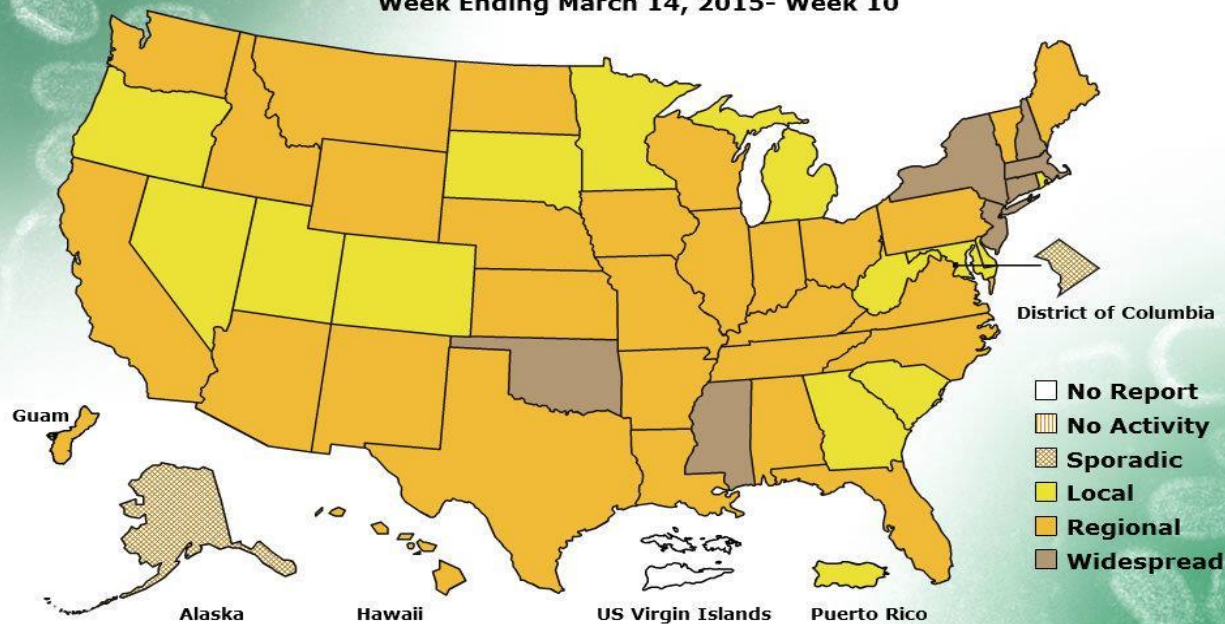 Week Ending March 14, 2015- Week 10
District of Columbia
No Report
No Activity
Sporadic
Local
Regional
Widespread
Guam
Alaska
Hawaii
US Virgin Islands
Puerto Rico